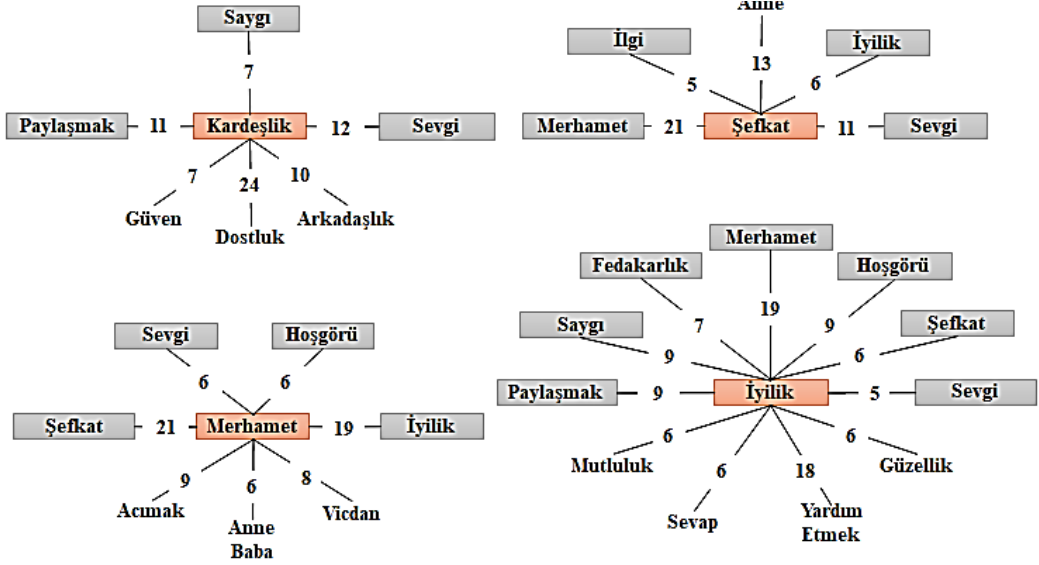 Saygı
7
Paylaşmak
11
Kardeşlik
12
Sevgi
7
24
10
Güven
Dostluk
Arkadaşlık
Anne
İlgi
İyilik
13
5
6
Merhamet
21
Şefkat
11
Sevgi
Sevgi
Hoşgörü
6
6
Şefkat
21
Merhamet
19
İyilik
9
6
8
Acımak
Anne
Baba
Vicdan
Merhamet
Fedakarlık
Hoşgörü
Saygı
19
Şefkat
7
9
9
6
Paylaşmak
9
İyilik
5
Sevgi
6
6
Mutluluk
Güzellik
6
18
Sevap
Yardım
Etmek